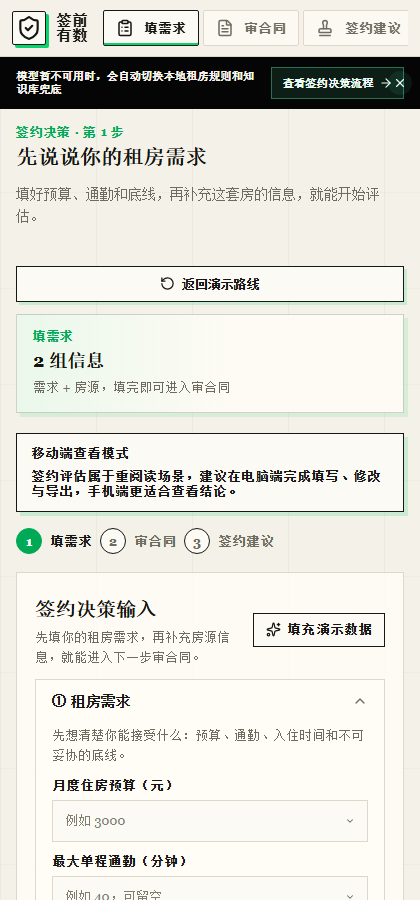 签前
有数
填需求
审合同
签约建议
模型暂不可用时，会自动切换本地租房规则和知
识库兜底
查看签约决策流程
签约决策 · 第 1 步
先说说你的租房需求
填好预算、通勤和底线，再补充这套房的信息，就能开始评
估。
返回演示路线
填需求
2 组信息
需求 + 房源，填完即可进入审合同
移动端查看模式
签约评估属于重阅读场景，建议在电脑端完成填写、修改
与导出，手机端更适合查看结论。
1 填需求 2 审合同 3 签约建议
签约决策输入
先填你的租房需求，再补充房源信
息，就能进入下一步审合同。
填充演示数据
① 租房需求
先想清楚你能接受什么：预算、通勤、入住时间和不可
妥协的底线。
月度住房预算（元）
例如 3000
最大单程通勤（分钟）
例如 40，可留空